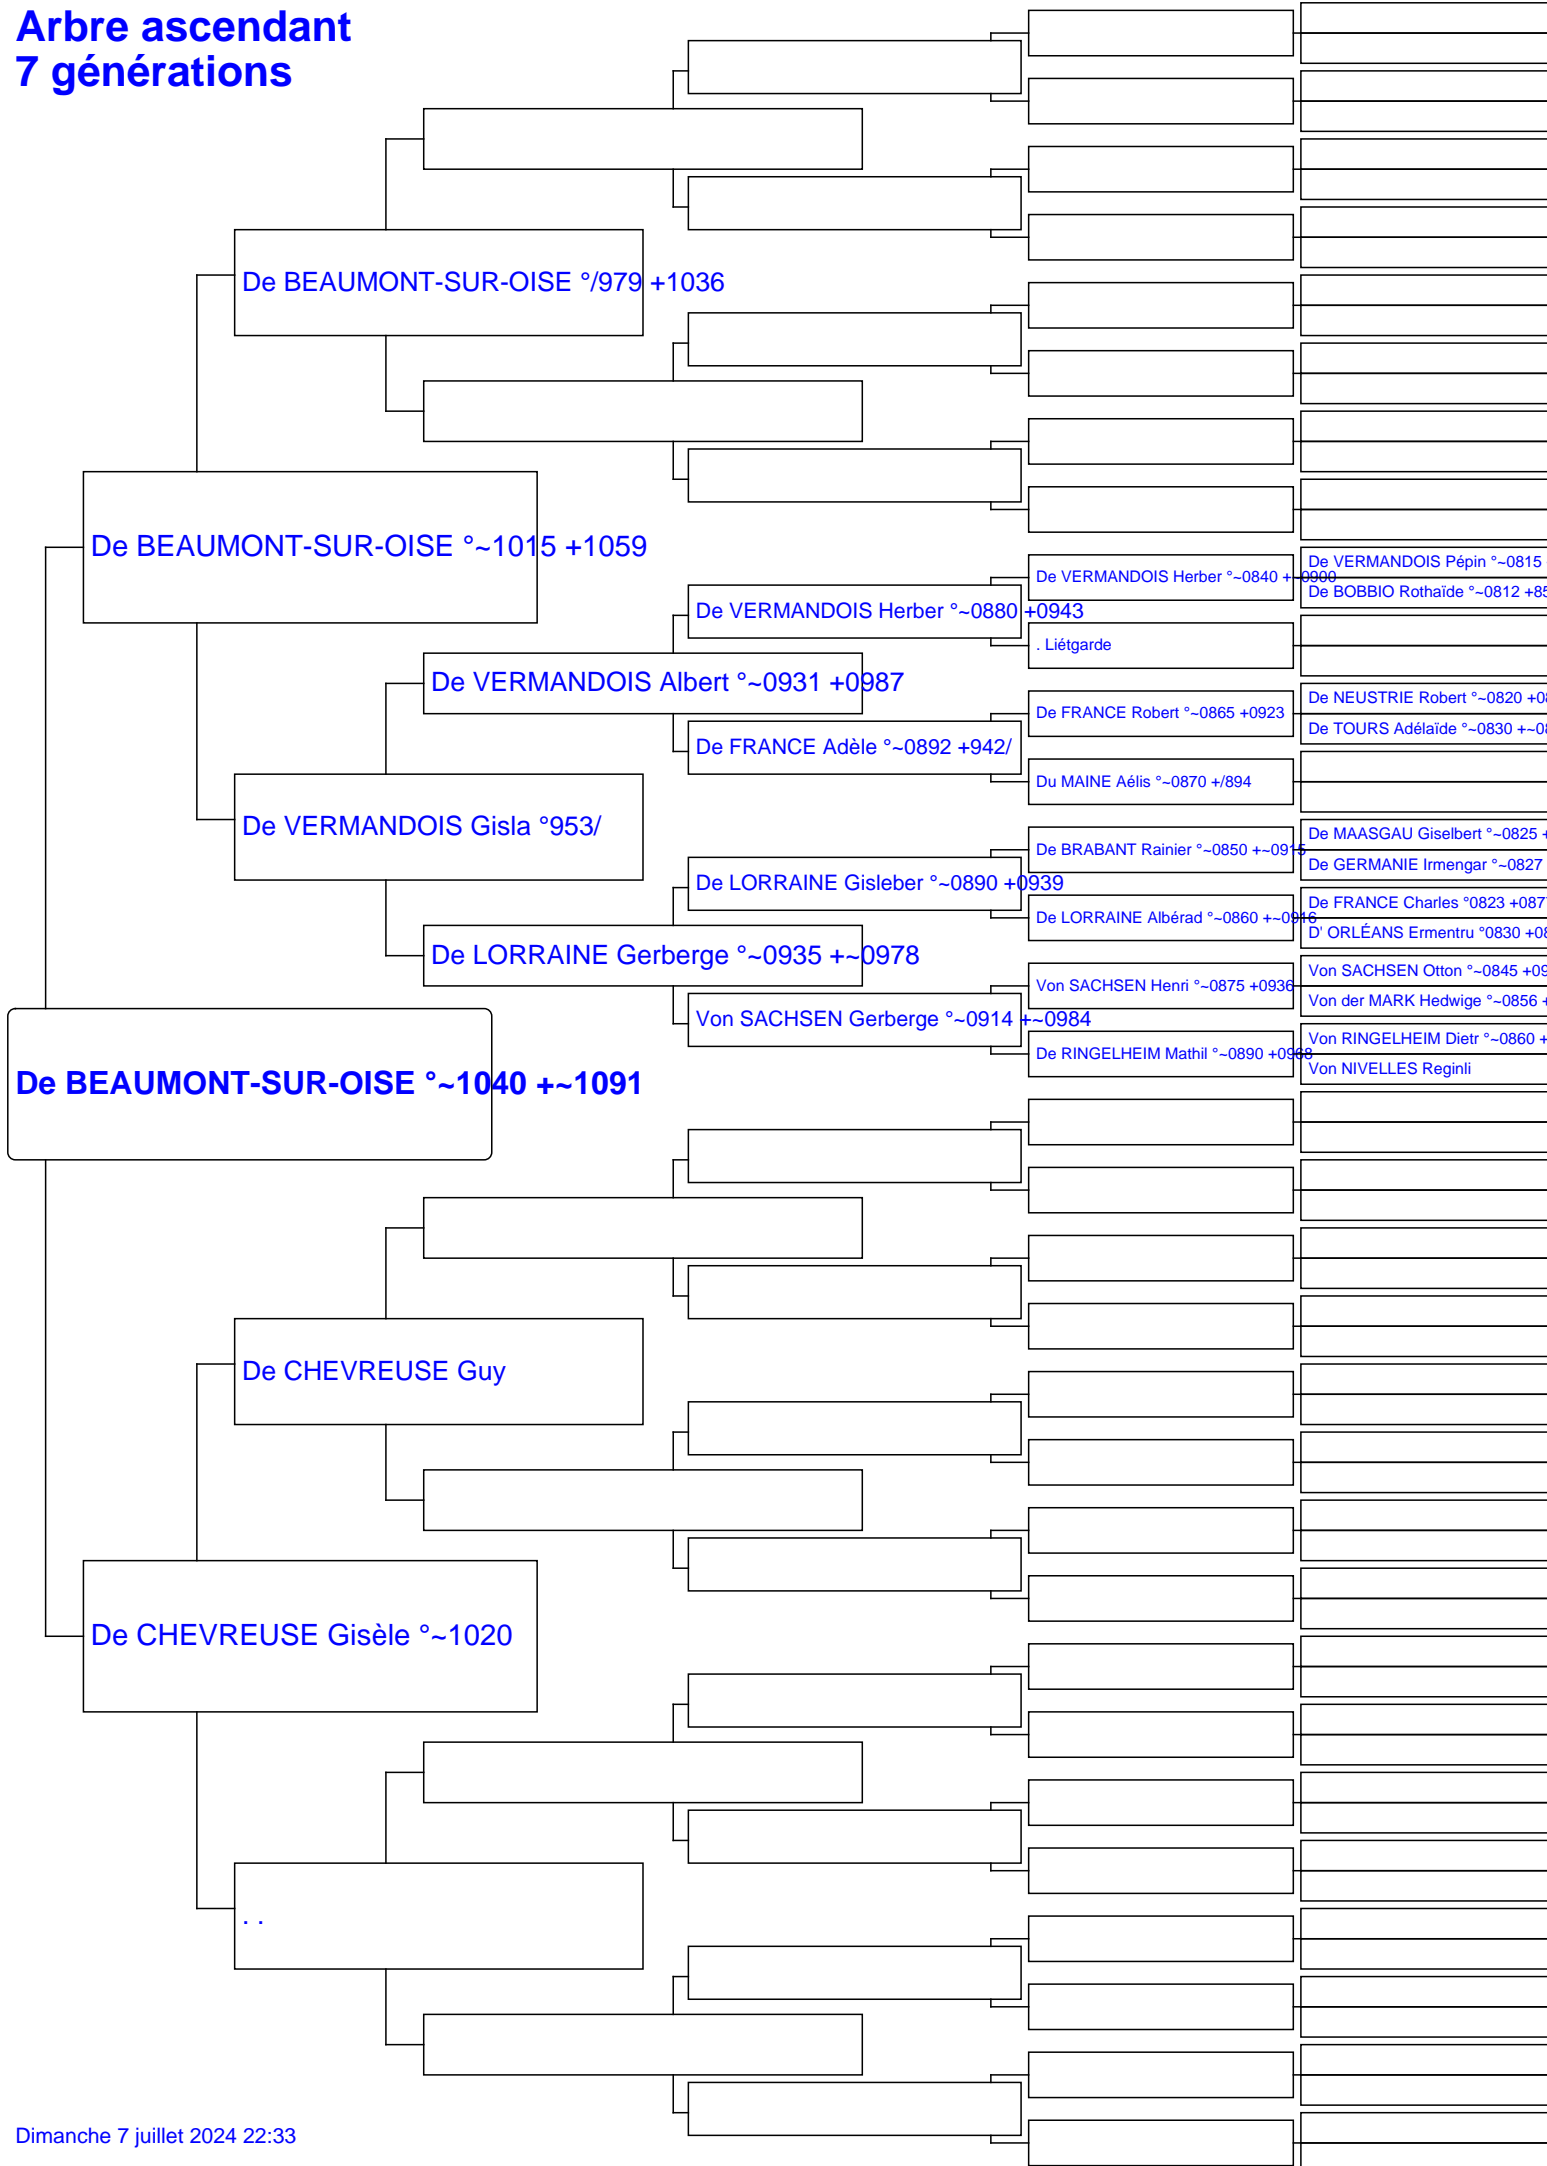 Arbre ascendant
7 générations
De BEAUMONT-SUR-OISE °/979 +1036
De BEAUMONT-SUR-OISE °~1015 +1059
De VERMANDOIS Herber °~0840 +~0900
De VERMANDOIS Pépin °~0815
De BOBBIO Rothaïde °~0812 +85
De VERMANDOIS Herber °~0880 +0943
. Liétgarde
De VERMANDOIS Albert °~0931 +0987
De FRANCE Robert °~0865 +0923
De NEUSTRIE Robert °~0820 +08
De TOURS Adélaïde °~0830 +~08
De FRANCE Adèle °~0892 +942/
Du MAINE Aélis °~0870 +/894
De VERMANDOIS Gisla °953/
De BRABANT Rainier °~0850 +~0915
De MAASGAU Giselbert °~0825 +
De GERMANIE Irmengar °~0827
De LORRAINE Gisleber °~0890 +0939
De LORRAINE Albérad °~0860 +~0916
De FRANCE Charles °0823 +0877
D' ORLÉANS Ermentru °0830 +08
De LORRAINE Gerberge °~0935 +~0978
Von SACHSEN Henri °~0875 +0936
Von SACHSEN Otton °~0845 +09
Von der MARK Hedwige °~0856 +
Von SACHSEN Gerberge °~0914 +~0984
De RINGELHEIM Mathil °~0890 +0968
Von RINGELHEIM Dietr °~0860 +
Von NIVELLES Reginli
De BEAUMONT-SUR-OISE °~1040 +~1091
De CHEVREUSE Guy
De CHEVREUSE Gisèle °~1020
. .
Dimanche 7 juillet 2024 22:33